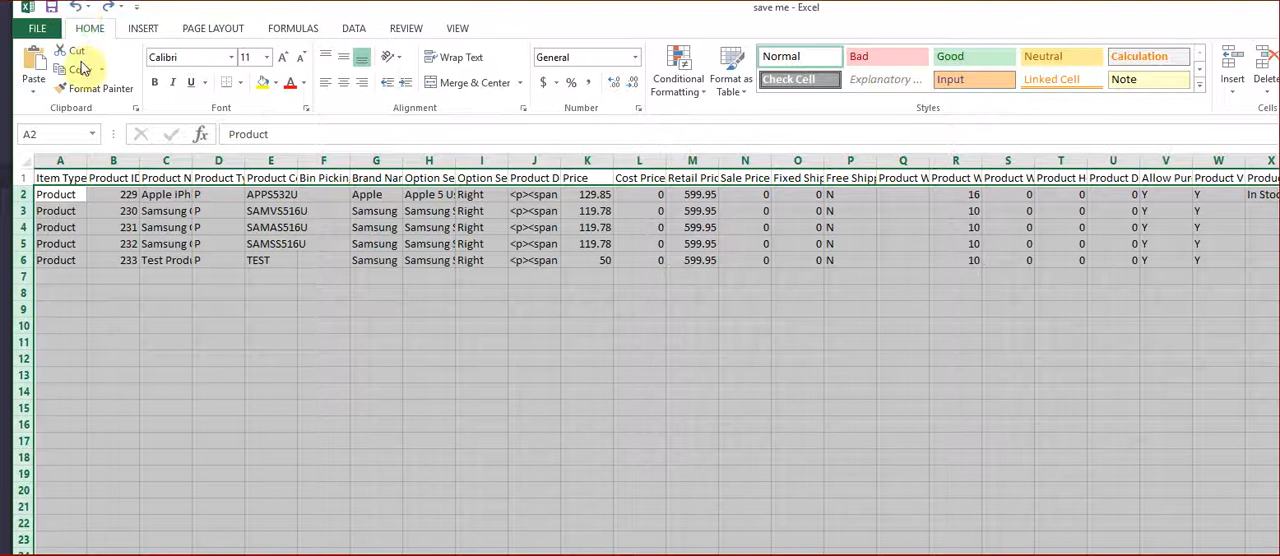 save me - Excel
FILE HOME INSERT PAGE LAYOUT FORMULAS DATA REVIEW VIEW
Cut
Paste
Format Painter
Clipboard
Calibri 11
B I U
Font
Wrap Text
Merge & Center
Alignment
General
$ % ,
Number
Conditional Formatting
Format as Table
Normal Bad Good Neutral Calculation
Check Cell Explanatory ... Input Linked Cell Note
Styles
Insert Delete
Cells
A2 fx Product
A B C D E F G H I J K L M N O P Q R S T U V W X
1 Item Type Product ID Product N Product Ty Product Co Bin Picking Brand Nam Option Se Option Se Product D Price Cost Price Retail Pric Sale Price Fixed Ship Free Shipp Product W Product W Product W Product H Product D Allow Pur Product V Produ
2 Product 229 Apple iPh P APPS532U Apple Apple 5 U Right <p><span 129.85 0 599.95 0 0 N 16 0 0 0 Y Y In Stoc
3 Product 230 Samsung P SAMVS516U Samsung Samsung Right <p><span 119.78 0 599.95 0 0 N 10 0 0 0 Y Y
4 Product 231 Samsung P SAMAS516U Samsung Samsung Right <p><span 119.78 0 599.95 0 0 N 10 0 0 0 Y Y
5 Product 232 Samsung P SAMSS516U Samsung Samsung Right <p><span 119.78 0 599.95 0 0 N 10 0 0 0 Y Y
6 Product 233 Test Produ P TEST Samsung Samsung Right <p><span 50 0 599.95 0 0 N 10 0 0 0 Y Y
7
8
9
10
11
12
13
14
15
16
17
18
19
20
21
22
23